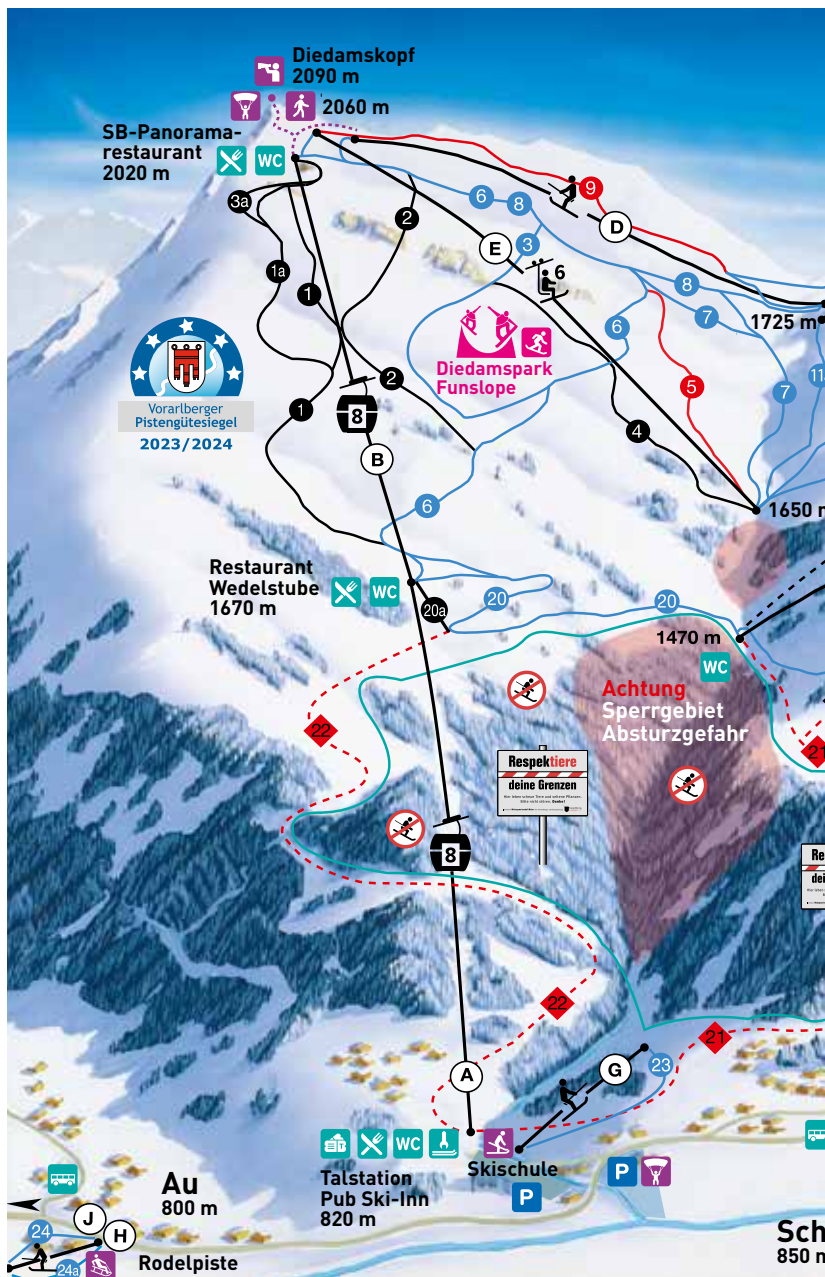 Diedamskopf
2090 m
2060 m
SB-Panorama-
restaurant
2020 m
WC
3a
2
6
8
9
D
E
3
1a
1
6
8
7
1725 m
6
Diedamspark
Funslope
5
7
11
Vorarlberger
Pistengütesiegel
2023/2024
2
1
8
4
B
6
1650 m
Restaurant
Wedelstube
1670 m
WC
20a
20
20
1470 m
WC
Achtung
Sperrgebiet
Absturzgefahr
22
21
Respektiere
deine Grenzen
8
22
21
A
G
23
WC
Talstation
Pub Ski-Inn
820 m
Skischule
P
P
Au
800 m
J
H
24
24a
Rodelpiste
Sch
850 m